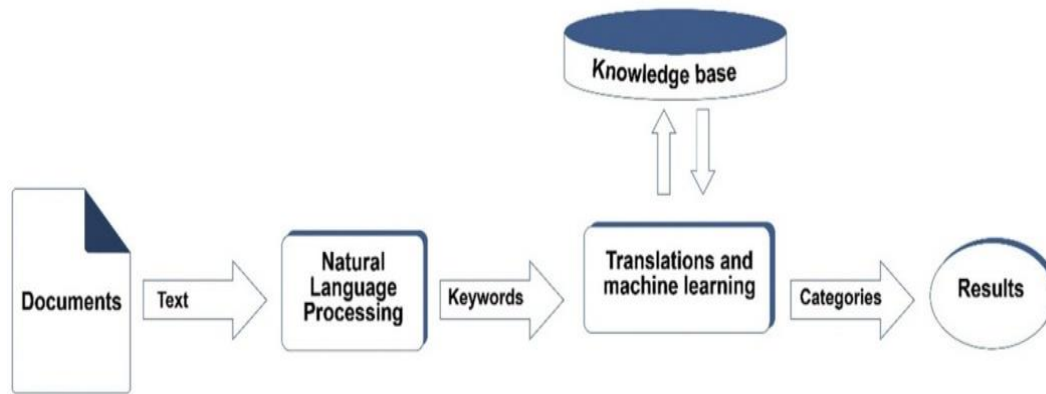 Knowledge base
Documents
Text
Natural
Language
Processing
Keywords
Translations and
machine learning
Categories
Results